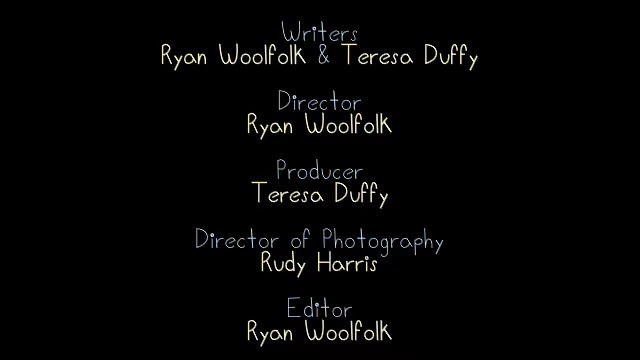 Writers
Ryan Woolfolk & Teresa Duffy
Director
Ryan Woolfolk
Producer
Teresa Duffy
Director of Photography
Rudy Harris
Editor
Ryan Woolfolk